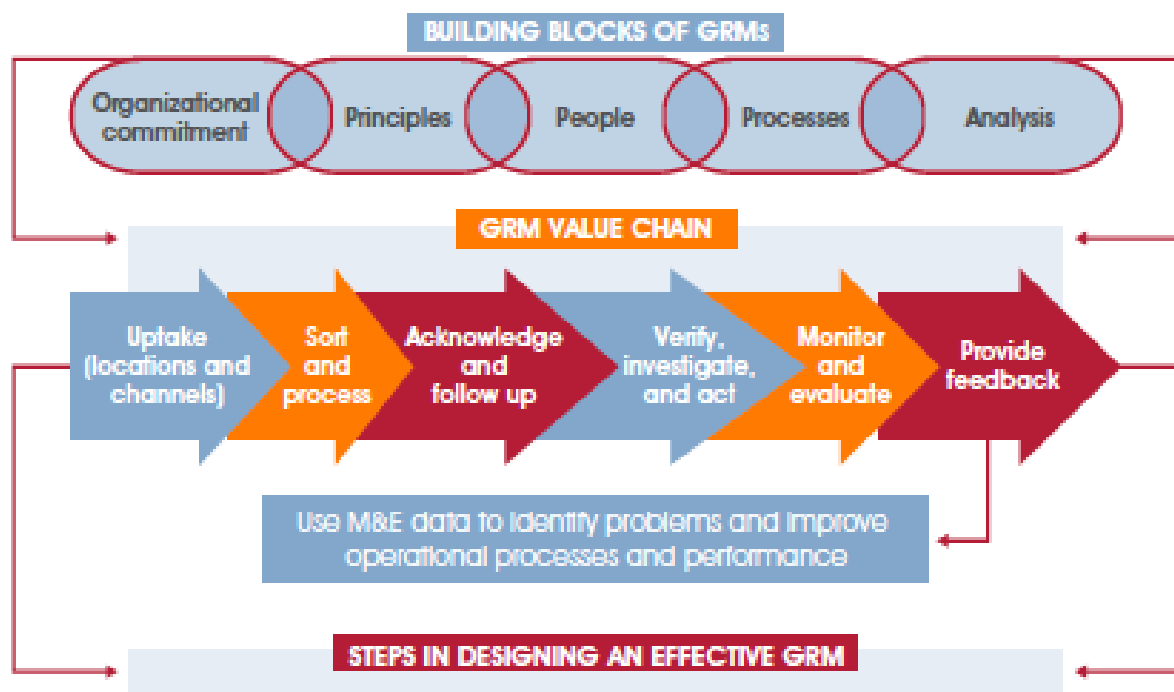 BUILDING BLOCKS OF GRMs
Organizational
commitment
Principles
People
Processes
Analysis
GRM VALUE CHAIN
Uptake
(locations and
channels)
Sort
and
process
Acknowledge
and
follow up
Verify,
investigate,
and act
Monitor
and
evaluate
Provide
feedback
Use M&E data to identify problems and improve
operational processes and performance
STEPS IN DESIGNING AN EFFECTIVE GRM